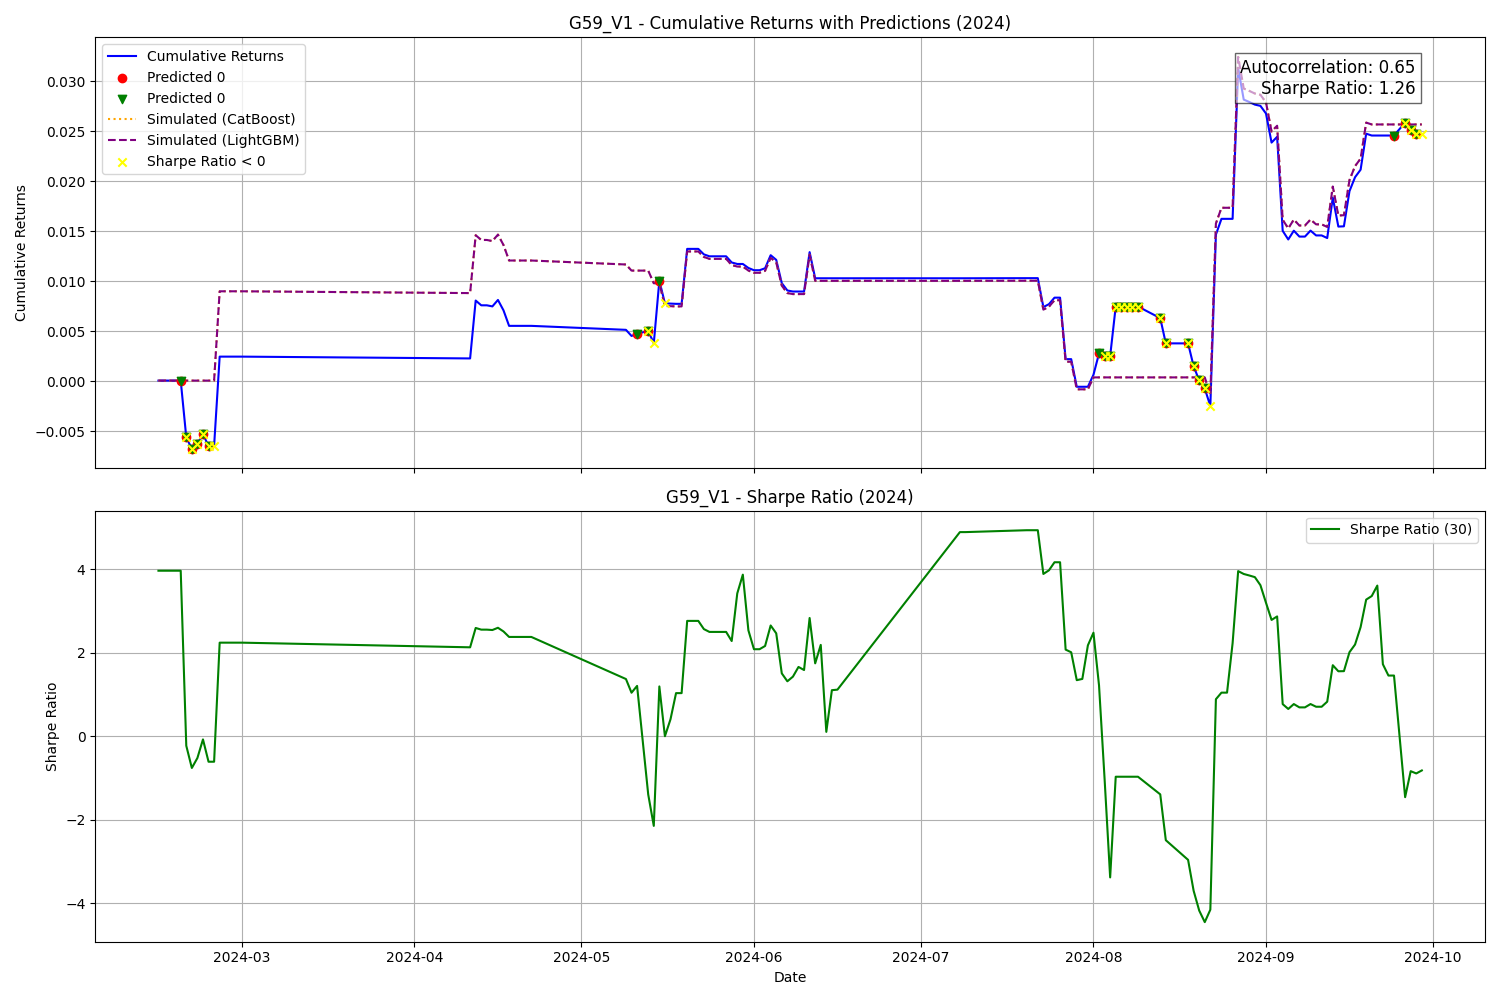 G59_V1 - Cumulative Returns with Predictions (2024)
Cumulative Returns
Predicted 0
Predicted 0
Simulated (CatBoost)
Simulated (LightGBM)
Sharpe Ratio < 0
Autocorrelation: 0.65
Sharpe Ratio: 1.26
Cumulative Returns
0.030
0.025
0.020
0.015
0.010
0.005
0.000
−0.005
G59_V1 - Sharpe Ratio (2024)
Sharpe Ratio (30)
Sharpe Ratio
4
2
0
−2
−4
2024-03 2024-04 2024-05 2024-06 2024-07 2024-08 2024-09 2024-10
Date